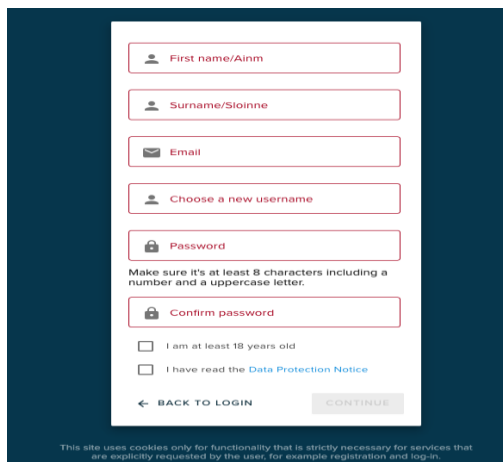 First name/Ainm
Surname/Sloinne
Email
Choose a new username
Password
Make sure it's at least 8 characters including a
number and a uppercase letter.
Confirm password
I am at least 18 years old
I have read the Data Protection Notice
← BACK TO LOGIN
CONTINUE
This site uses cookies only for functionality that is strictly necessary for services that
are explicitly requested by the user, for example registration and log-in.